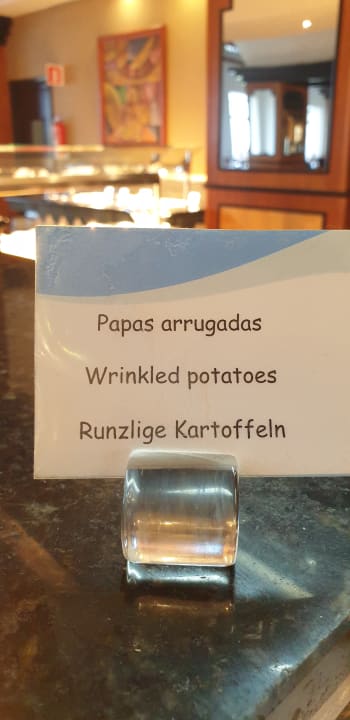 Papas arrugadas
Wrinkled potatoes
Runzlige Kartoffeln